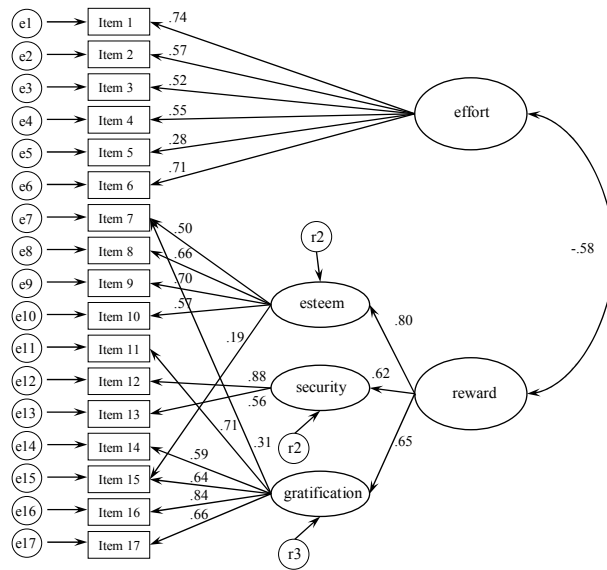 e1 Item 1 .74
e2 Item 2 .57
e3 Item 3 .52
e4 Item 4 .55
e5 Item 5 .28
e6 Item 6 .71
effort
e7 Item 7 .50
e8 Item 8 .66
e9 Item 9 .70
e10 Item 10 .57
r2
esteem
-.58
.80
e11 Item 11 .19
e12 Item 12 .88
e13 Item 13 .56
security
.62
reward
r2
.71
.31
.65
e14 Item 14 .59
e15 Item 15 .64
e16 Item 16 .84
e17 Item 17 .66
gratification
r3